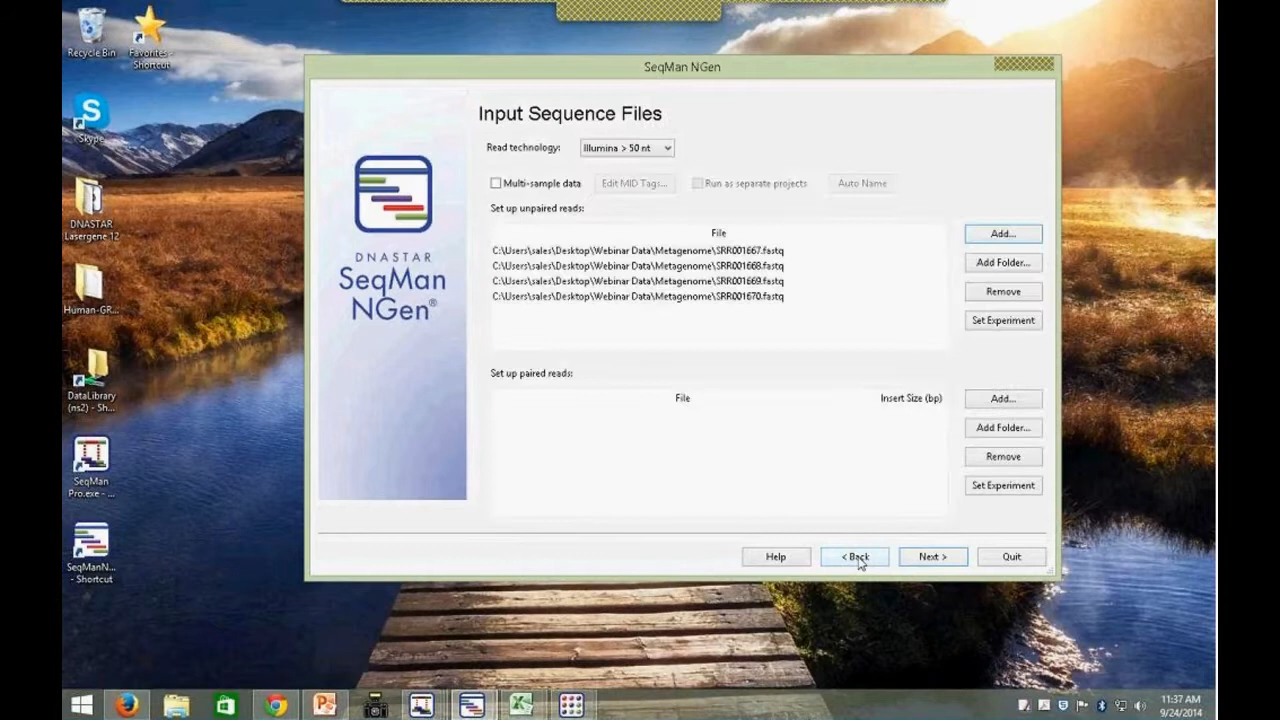 Recycle Bin
Favorites - Shortcut
Skype
DNASTAR Lasergene 12
Human-GR...
DataLibrary (ns2) - Sh...
SeqMan Pro.exe - ...
SeqManN... - Shortcut
SeqMan NGen
DNASTAR
SeqMan
NGen®
Input Sequence Files
Read technology: Illumina > 50 nt
Multi-sample data Edit MID Tags... Run as separate projects Auto Name
Set up unpaired reads:
File
C:\Users\sales\Desktop\Webinar Data\Metagenome\SRR001667.fastq
C:\Users\sales\Desktop\Webinar Data\Metagenome\SRR001668.fastq
C:\Users\sales\Desktop\Webinar Data\Metagenome\SRR001669.fastq
C:\Users\sales\Desktop\Webinar Data\Metagenome\SRR001670.fastq
Add...
Add Folder...
Remove
Set Experiment
Set up paired reads:
File Insert Size (bp)
Add...
Add Folder...
Remove
Set Experiment
Help < Back Next > Quit
11:37 AM
9/24/2014